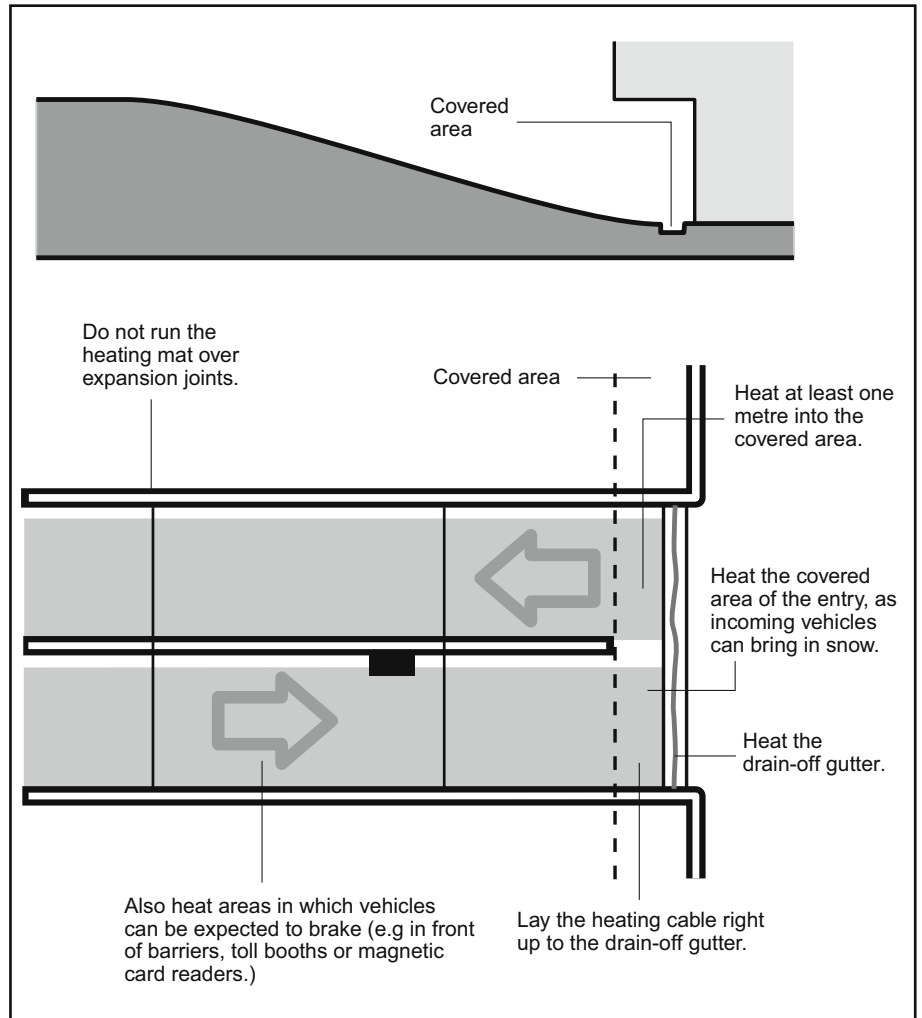 Covered
area
Do not run the
heating mat over
expansion joints.
Covered area
Heat at least one
metre into the
covered area.
Heat the covered
area of the entry, as
incoming vehicles
can bring in snow.
Heat the
drain-off gutter.
Also heat areas in which vehicles
can be expected to brake (e.g in front
of barriers, toll booths or magnetic
card readers.)
Lay the heating cable right
up to the drain-off gutter.